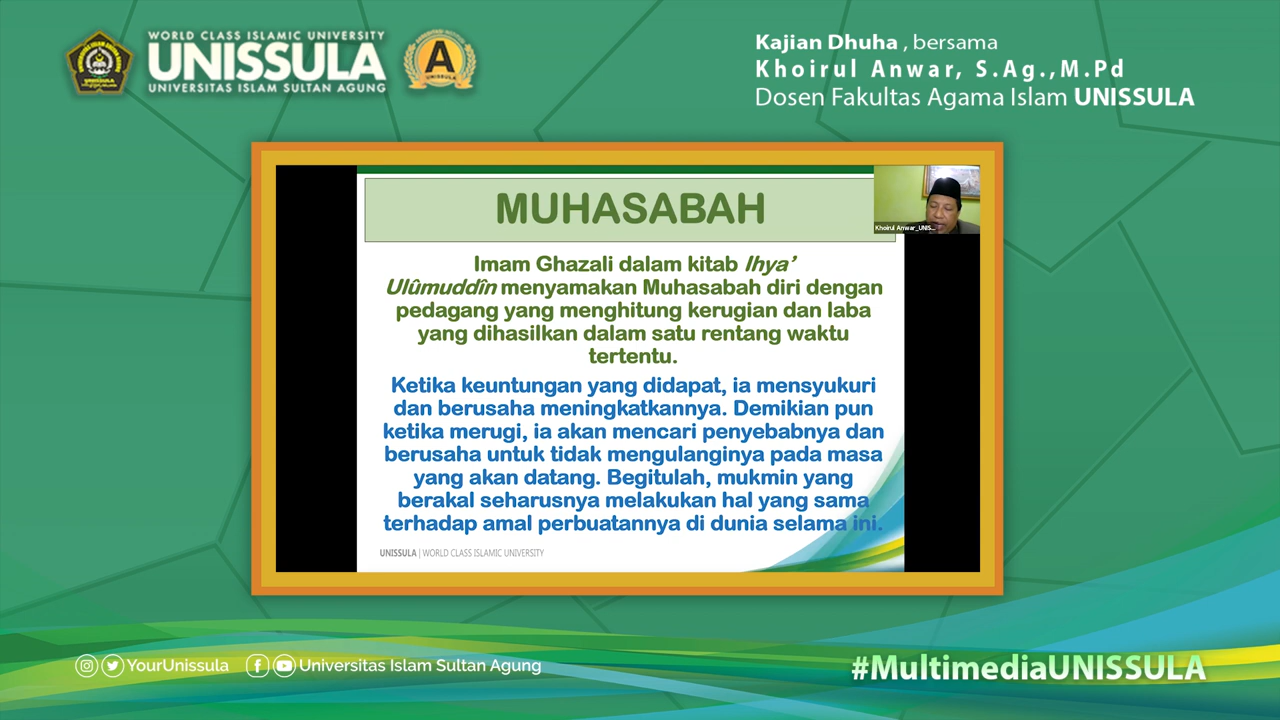 WORLD CLASS ISLAMIC UNIVERSITY
UNISSULA
UNIVERSITAS ISLAM SULTAN AGUNG
A
Kajian Dhuha , bersama
Khoirul Anwar, S.Ag.,M.Pd
Dosen Fakultas Agama Islam UNISSULA
MUHASABAH
Khoirul Anwar_UNIS...
Imam Ghazali dalam kitab Ihya’
Ulûmuddîn menyamakan Muhasabah diri dengan
pedagang yang menghitung kerugian dan laba
yang dihasilkan dalam satu rentang waktu
tertentu.
Ketika keuntungan yang didapat, ia mensyukuri
dan berusaha meningkatkannya. Demikian pun
ketika merugi, ia akan mencari penyebabnya dan
berusaha untuk tidak mengulanginya pada masa
yang akan datang. Begitulah, mukmin yang
berakal seharusnya melakukan hal yang sama
terhadap amal perbuatannya di dunia selama ini.
UNISSULA | WORLD CLASS ISLAMIC UNIVERSITY
YourUnissula
Universitas Islam Sultan Agung
#MultimediaUNISSULA